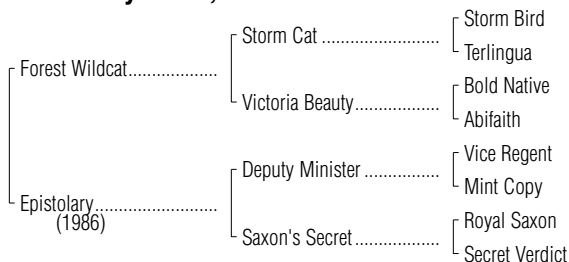 Storm Bird
Storm Cat ........................
Terlingua
Forest Wildcat..................
Bold Native
Victoria Beauty.................
Abifaith
Vice Regent
Deputy Minister ...............
Mint Copy
Epistolary.........................
(1986)
Royal Saxon
Saxon's Secret.................
Secret Verdict